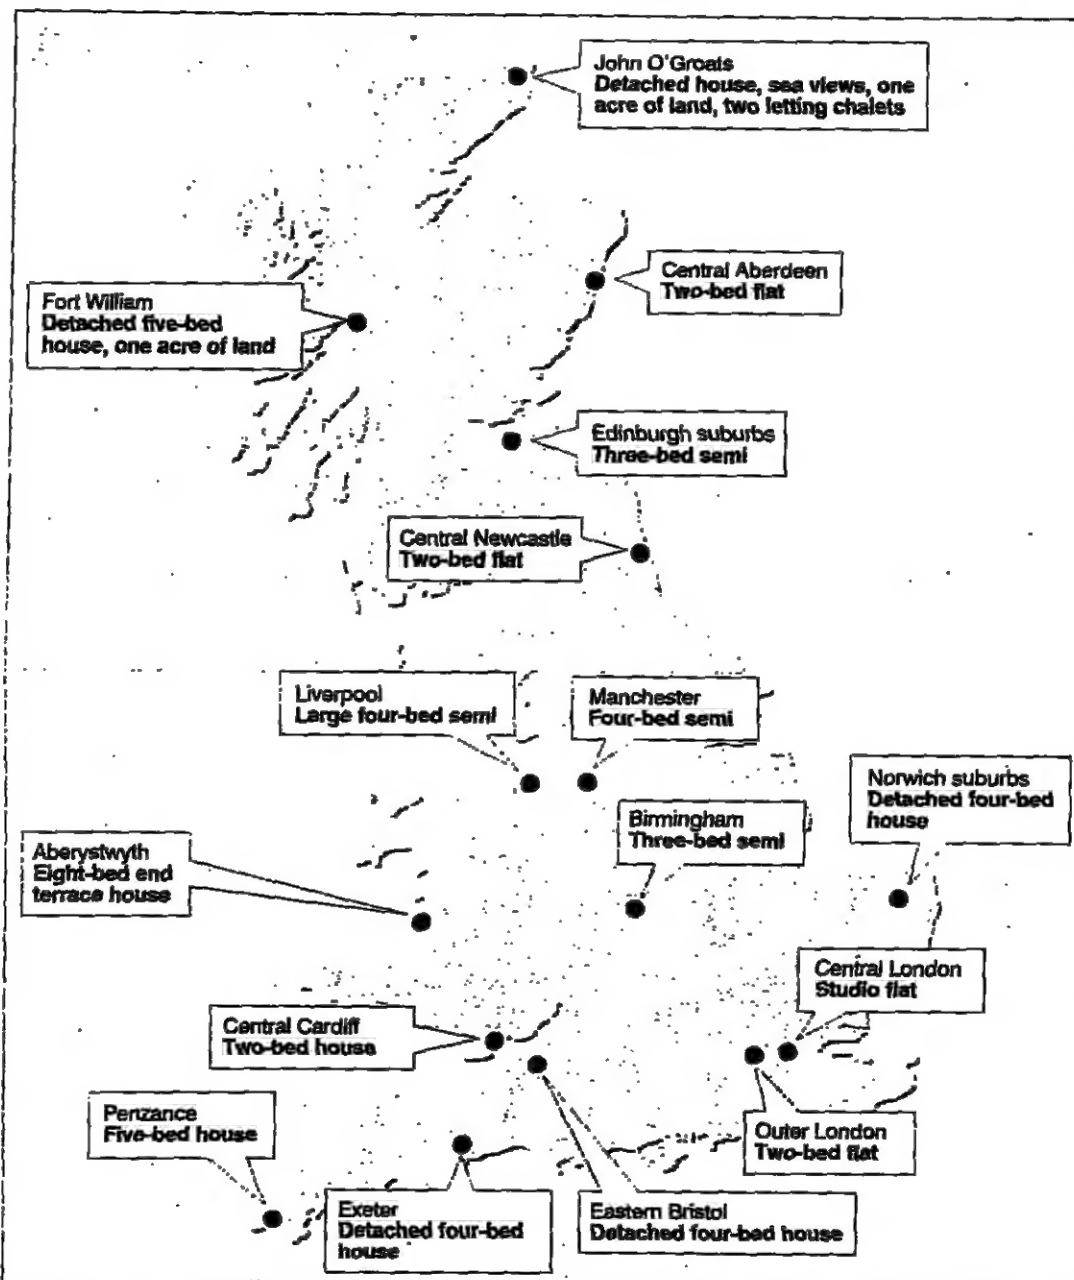 John O'Groats
Detached house, sea views, one
acre of land, two letting chalets
Central Aberdeen
Two-bed flat
Fort William
Detached five-bed
house, one acre of land
Edinburgh suburbs
Three-bed semi
Central Newcastle
Two-bed flat
Liverpool
Large four-bed semi
Manchester
Four-bed semi
Norwich suburbs
Detached four-bed
house
Birmingham
Three-bed semi
Aberystwyth
Eight-bed end
terrace house
Central London
Studio flat
Central Cardiff
Two-bed house
Penzance
Five-bed house
Outer London
Two-bed flat
Exeter
Detached four-bed
house
Eastern Bristol
Detached four-bed house